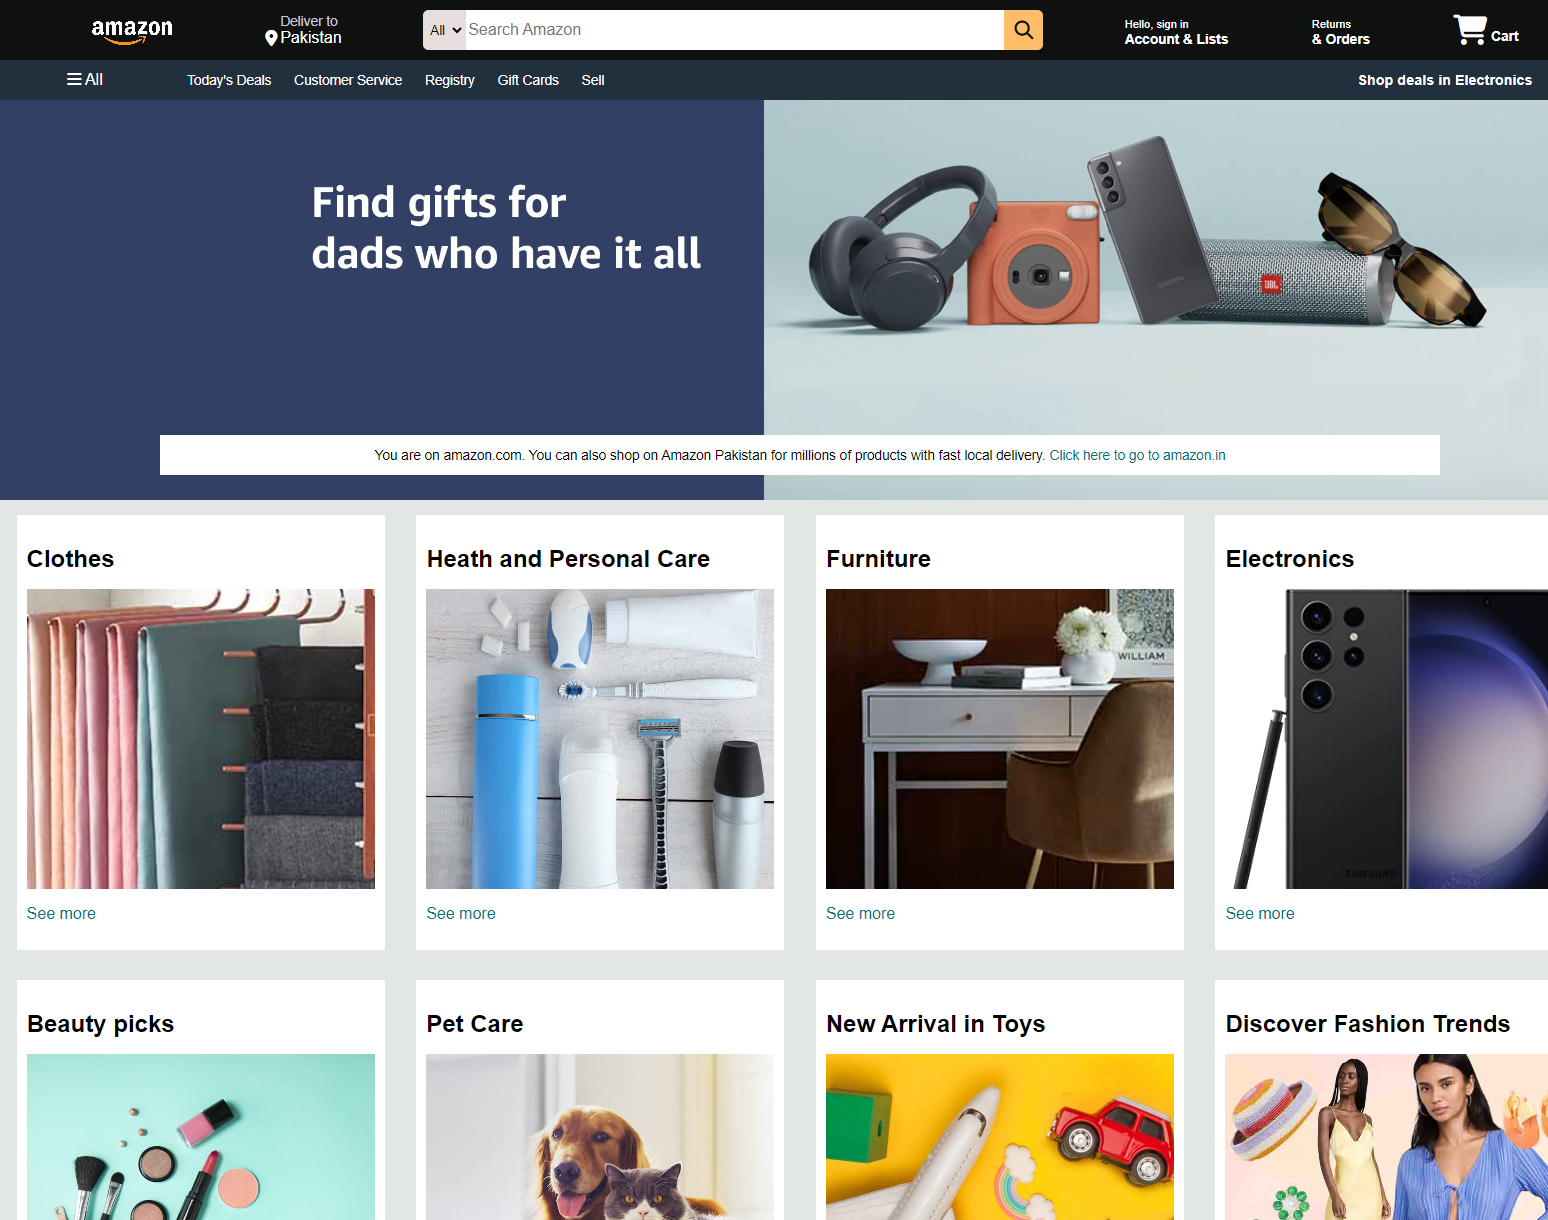 amazon
Deliver to
Pakistan
All
Search Amazon
Hello, sign in
Account & Lists
Returns
& Orders
Cart
All
Today's Deals
Customer Service
Registry
Gift Cards
Sell
Shop deals in Electronics
Find gifts for
dads who have it all
SAMSUNG
JBL
You are on amazon.com. You can also shop on Amazon Pakistan for millions of products with fast local delivery. Click here to go to amazon.in
Clothes
Heath and Personal Care
Furniture
Electronics
WILLIAM
SAMSUNG
See more
See more
See more
See more
Beauty picks
Pet Care
New Arrival in Toys
Discover Fashion Trends